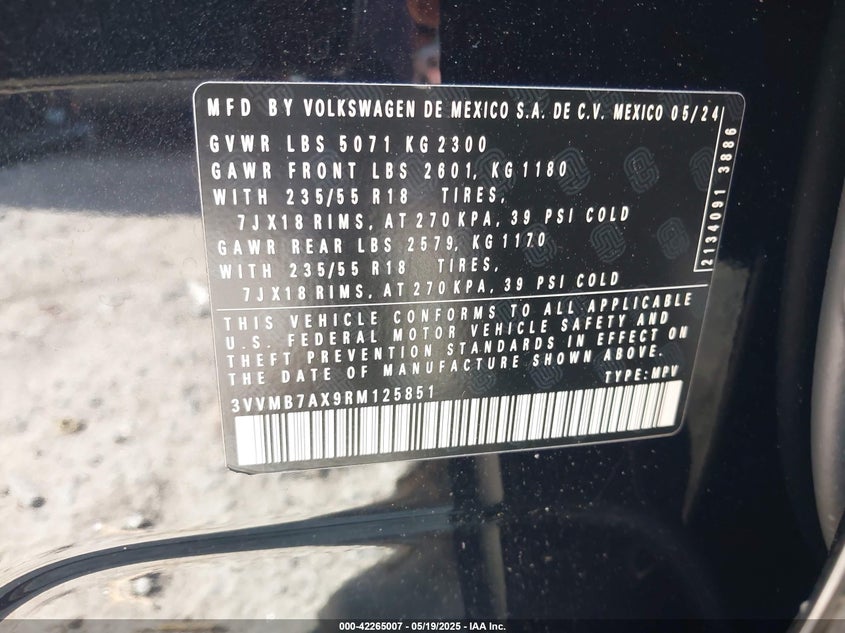 MFD BY VOLKSWAGEN DE MEXICO S.A. DE C.V. MEXICO 05/24
GVWR LBS 5071 KG 2300
GAWR FRONT LBS 2601, KG 1180
WITH 235/55 R18 TIRES,
7JX18 RIMS, AT 270 KPA, 39 PSI COLD
GAWR REAR LBS 2579, KG 1170
WITH 235/55 R18 TIRES,
7JX18 RIMS, AT 270 KPA, 39 PSI COLD
2134091 3886
THIS VEHICLE CONFORMS TO ALL APPLICABLE
U.S. FEDERAL MOTOR VEHICLE SAFETY AND
THEFT PREVENTION STANDARDS IN EFFECT ON
THE DATE OF MANUFACTURE SHOWN ABOVE.
TYPE: MPV
3VVMB7AX9RM125851
000-42265007 - 05/19/2025 - IAA Inc.